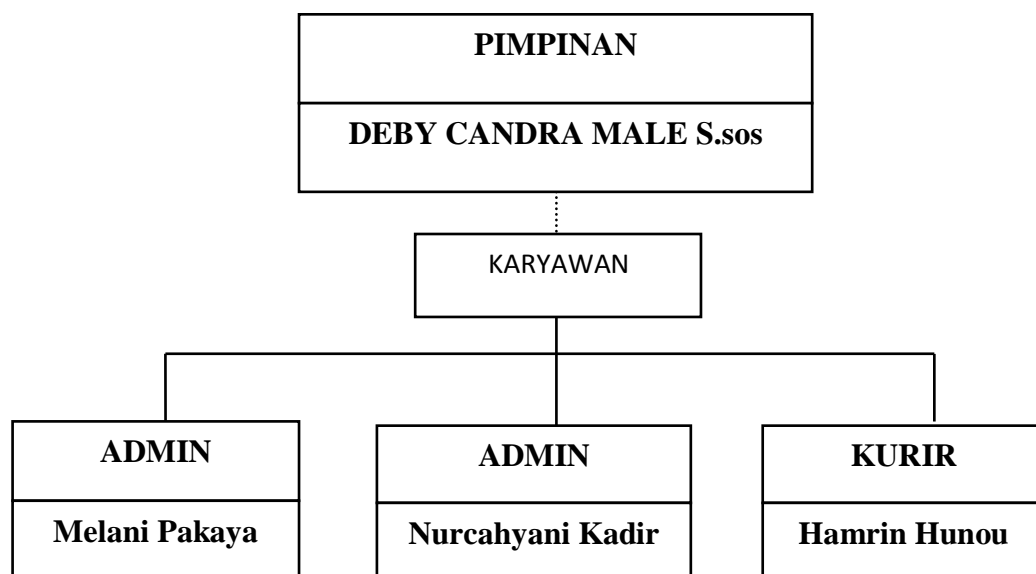 PIMPINAN
DEBY CANDRA MALE S.sos
KARYAWAN
ADMIN
Melani Pakaya
ADMIN
Nurcahyani Kadir
KURIR
Hamrin Hunou